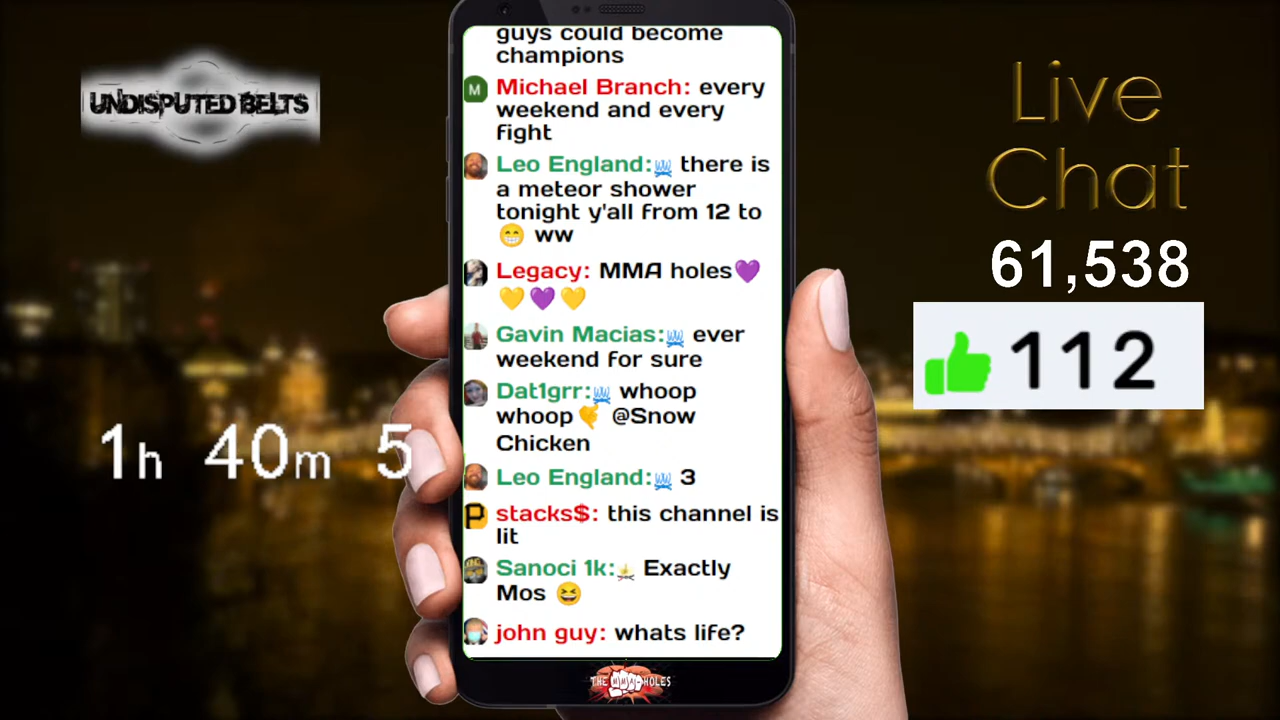 UNDISPUTED BELTS
1h 40m 5
guys could become
champions
M Michael Branch: every
weekend and every
fight
Leo England: there is
a meteor shower
tonight y'all from 12 to
😁 ww
Legacy: MMA holes💜
💛💜💛
Gavin Macias: ever
weekend for sure
Dat1grr: whoop
whoop🤙 @Snow
Chicken
Leo England: 3
P stacks$: this channel is
lit
Sanoci 1k: Exactly
Mos 😆
john guy: whats life?
THE MMA-HOLES
Live
Chat
61,538
112